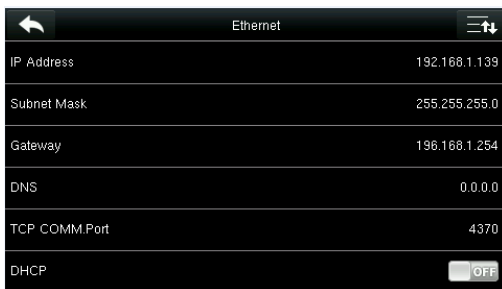 Ethernet
IP Address 192.168.1.139
Subnet Mask 255.255.255.0
Gateway 196.168.1.254
DNS 0.0.0.0
TCP COMM.Port 4370
DHCP OFF